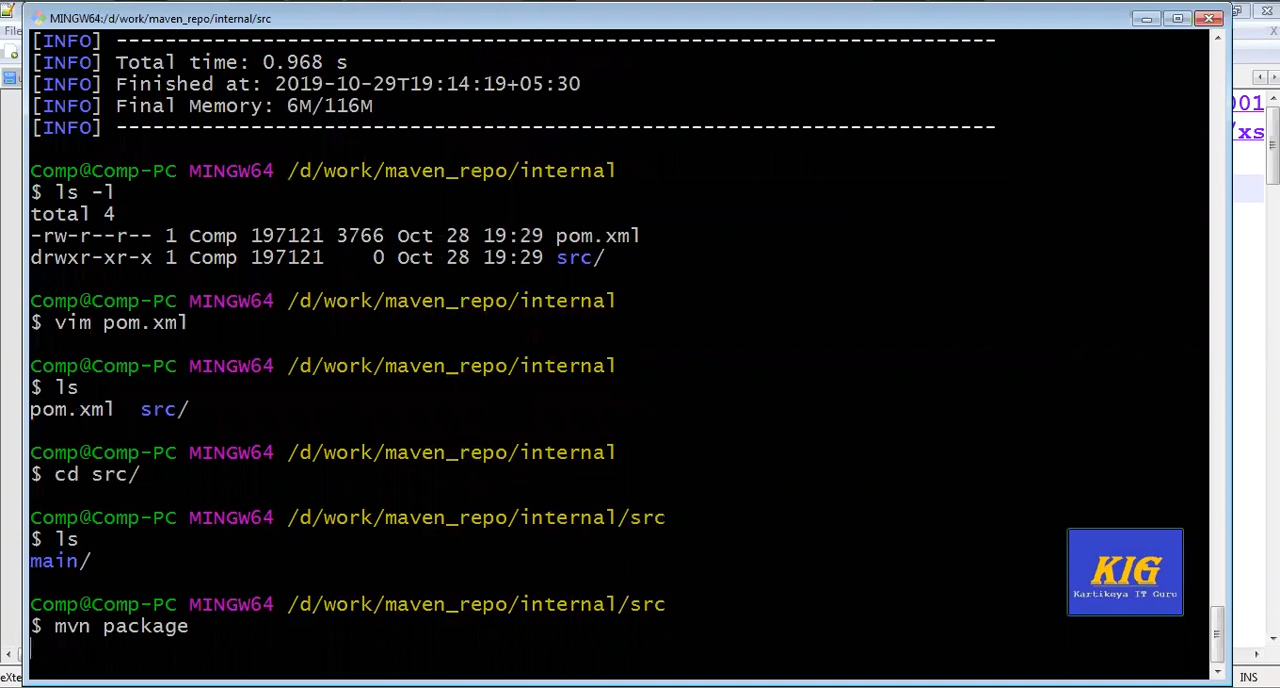 MINGW64:/d/work/maven_repo/internal/src
File
[INFO] ------------------------------------------------------------------------
[INFO] Total time: 0.968 s
[INFO] Finished at: 2019-10-29T19:14:19+05:30
[INFO] Final Memory: 6M/116M
[INFO] ------------------------------------------------------------------------
001
/xs
Comp@Comp-PC MINGW64 /d/work/maven_repo/internal
$ ls -l
total 4
-rw-r--r-- 1 Comp 197121 3766 Oct 28 19:29 pom.xml
drwxr-xr-x 1 Comp 197121    0 Oct 28 19:29 src/
Comp@Comp-PC MINGW64 /d/work/maven_repo/internal
$ vim pom.xml
Comp@Comp-PC MINGW64 /d/work/maven_repo/internal
$ ls
pom.xml  src/
Comp@Comp-PC MINGW64 /d/work/maven_repo/internal
$ cd src/
Comp@Comp-PC MINGW64 /d/work/maven_repo/internal/src
$ ls
main/
Comp@Comp-PC MINGW64 /d/work/maven_repo/internal/src
$ mvn package
KIG
Kartikeya IT Guru
eXte
INS